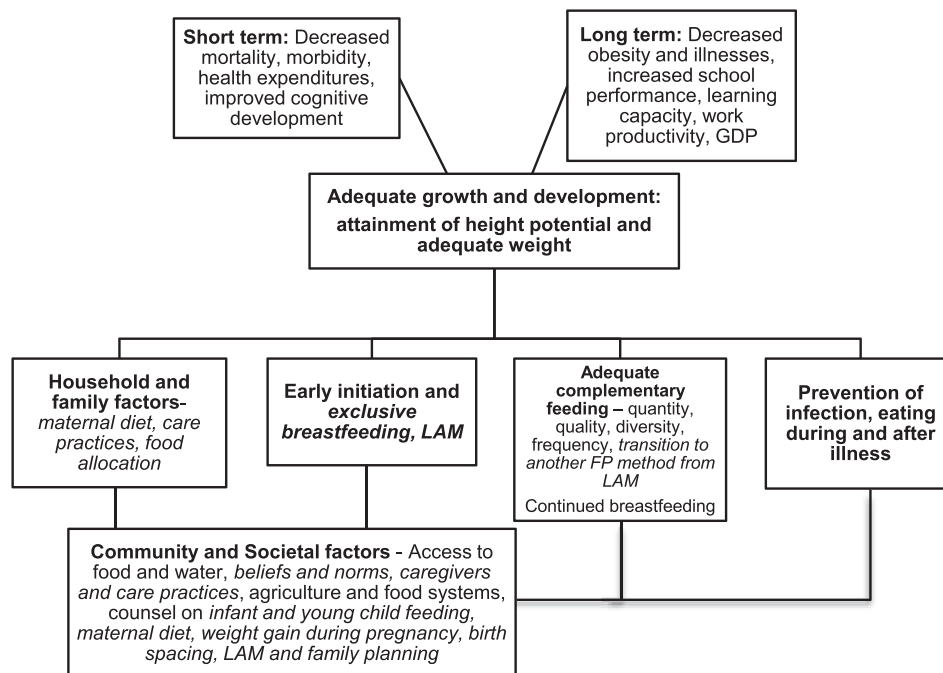 Short term: Decreased
mortality, morbidity,
health expenditures,
improved cognitive
development
Long term: Decreased
obesity and illnesses,
increased school
performance, learning
capacity, work
productivity, GDP
Adequate growth and development:
attainment of height potential and
adequate weight
Household and
family factors-
maternal diet, care
practices, food
allocation
Early initiation and
exclusive
breastfeeding, LAM
Adequate
complementary
feeding – quantity,
quality, diversity,
frequency, transition to
another FP method from
LAM
Continued breastfeeding
Prevention of
infection, eating
during and after
illness
Community and Societal factors - Access
to food and water, beliefs and norms, caregivers
and care practices, agriculture and food systems,
counsel on infant and young child feeding,
maternal diet, weight gain during pregnancy, birth
spacing, LAM and family planning